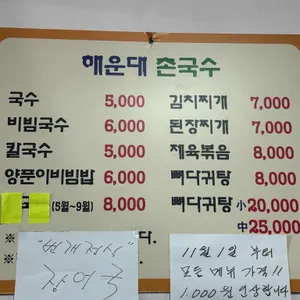 해운대 촌국수
국수 5,000
비빔국수 6,000
칼국수 5,000
양푼이비빔밥 6,000
(5월~9월) 8,000
김치찌개 7,000
된장찌개 7,000
제육볶음 8,000
뼈다귀탕 8,000
뼈다귀탕 小 20,000
中 25,000
※
다.
※
장어국
11월 1일 부터
모든 메뉴 가격이
1.000원 인상합니다